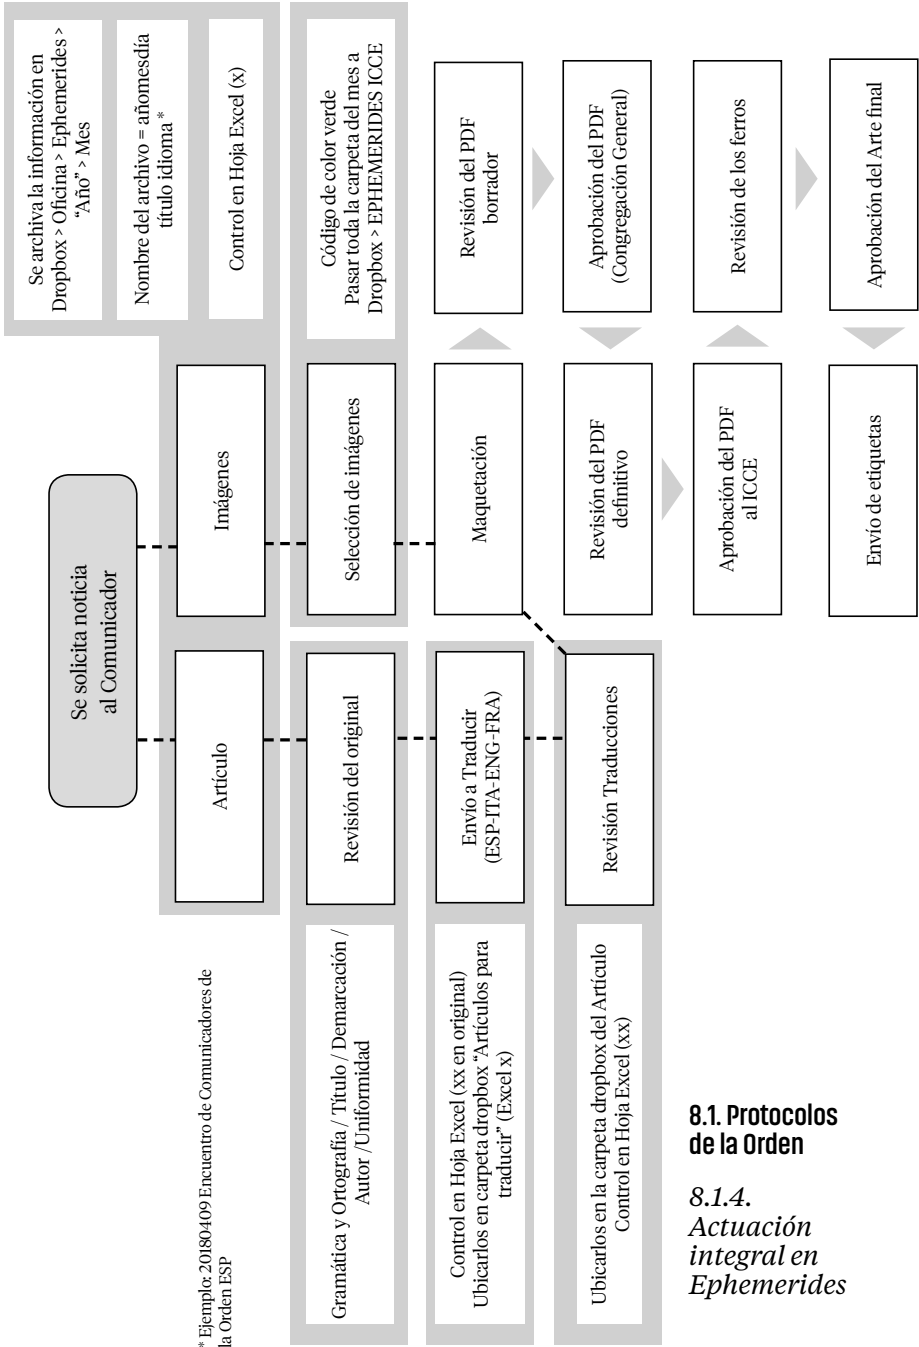 Se solicita noticia
al Comunicador
Artículo
Imágenes
Se archiva la información en
Dropbox > Oficina > Ephemerides >
“Año” > Mes
Nombre del archivo = añomesdía
título idioma *
Control en Hoja Excel (x)
* Ejemplo: 20180409 Encuentro de Comunicadores de
la Orden ESP
Gramática y Ortografía / Título / Demarcación /
Autor /Uniformidad
Revisión del original
Selección de imágenes
Código de color verde
Pasar toda la carpeta del mes a
Dropbox > EPHEMERIDES ICCE
Control en Hoja Excel (xx en original)
Ubicarlos en carpeta dropbox “Artículos para
traducir” (Excel x)
Envío a Traducir
(ESP-ITA-ENG-FRA)
Maquetación
Revisión del PDF
borrador
Ubicarlos en la carpeta dropbox del Artículo
Control en Hoja Excel (xx)
Revisión Traducciones
Revisión del PDF
definitivo
Aprobación del PDF
(Congregación General)
Aprobación del PDF
al ICCE
Revisión de los ferros
Envío de etiquetas
Aprobación del Arte final
8.1. Protocolos
de la Orden
8.1.4.
Actuación
integral en
Ephemerides